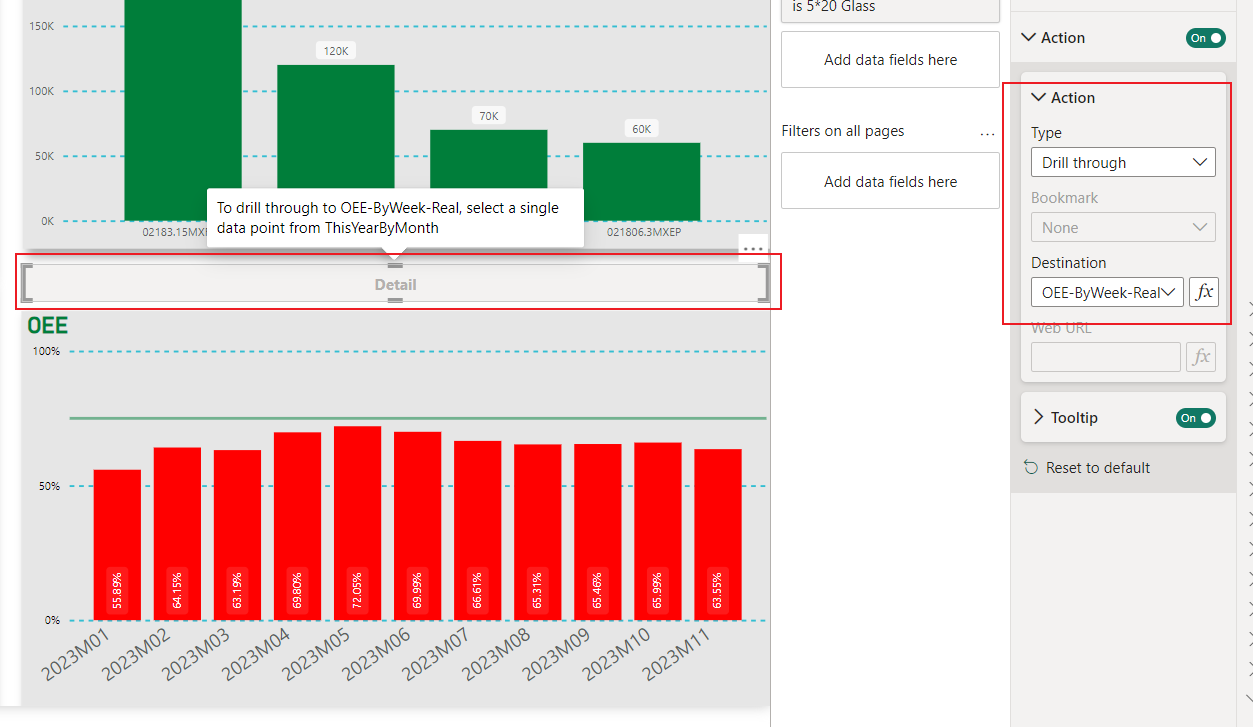 150K
100K
50K
0K
120K
70K
60K
02183.15MX
021806.3MXEP
To drill through to OEE-ByWeek-Real, select a single
data point from ThisYearByMonth
...
Detail
OEE
100%
50%
0%
55.89%
64.15%
63.19%
69.80%
72.05%
69.99%
66.61%
65.31%
65.46%
65.99%
63.55%
2023M01
2023M02
2023M03
2023M04
2023M05
2023M06
2023M07
2023M08
2023M09
2023M10
2023M11
is 5*20 Glass
Add data fields here
Filters on all pages
...
Add data fields here
Action
On
Action
Type
Drill through
Bookmark
None
Destination
OEE-ByWeek-Real
fx
Web URL
fx
Tooltip
On
Reset to default